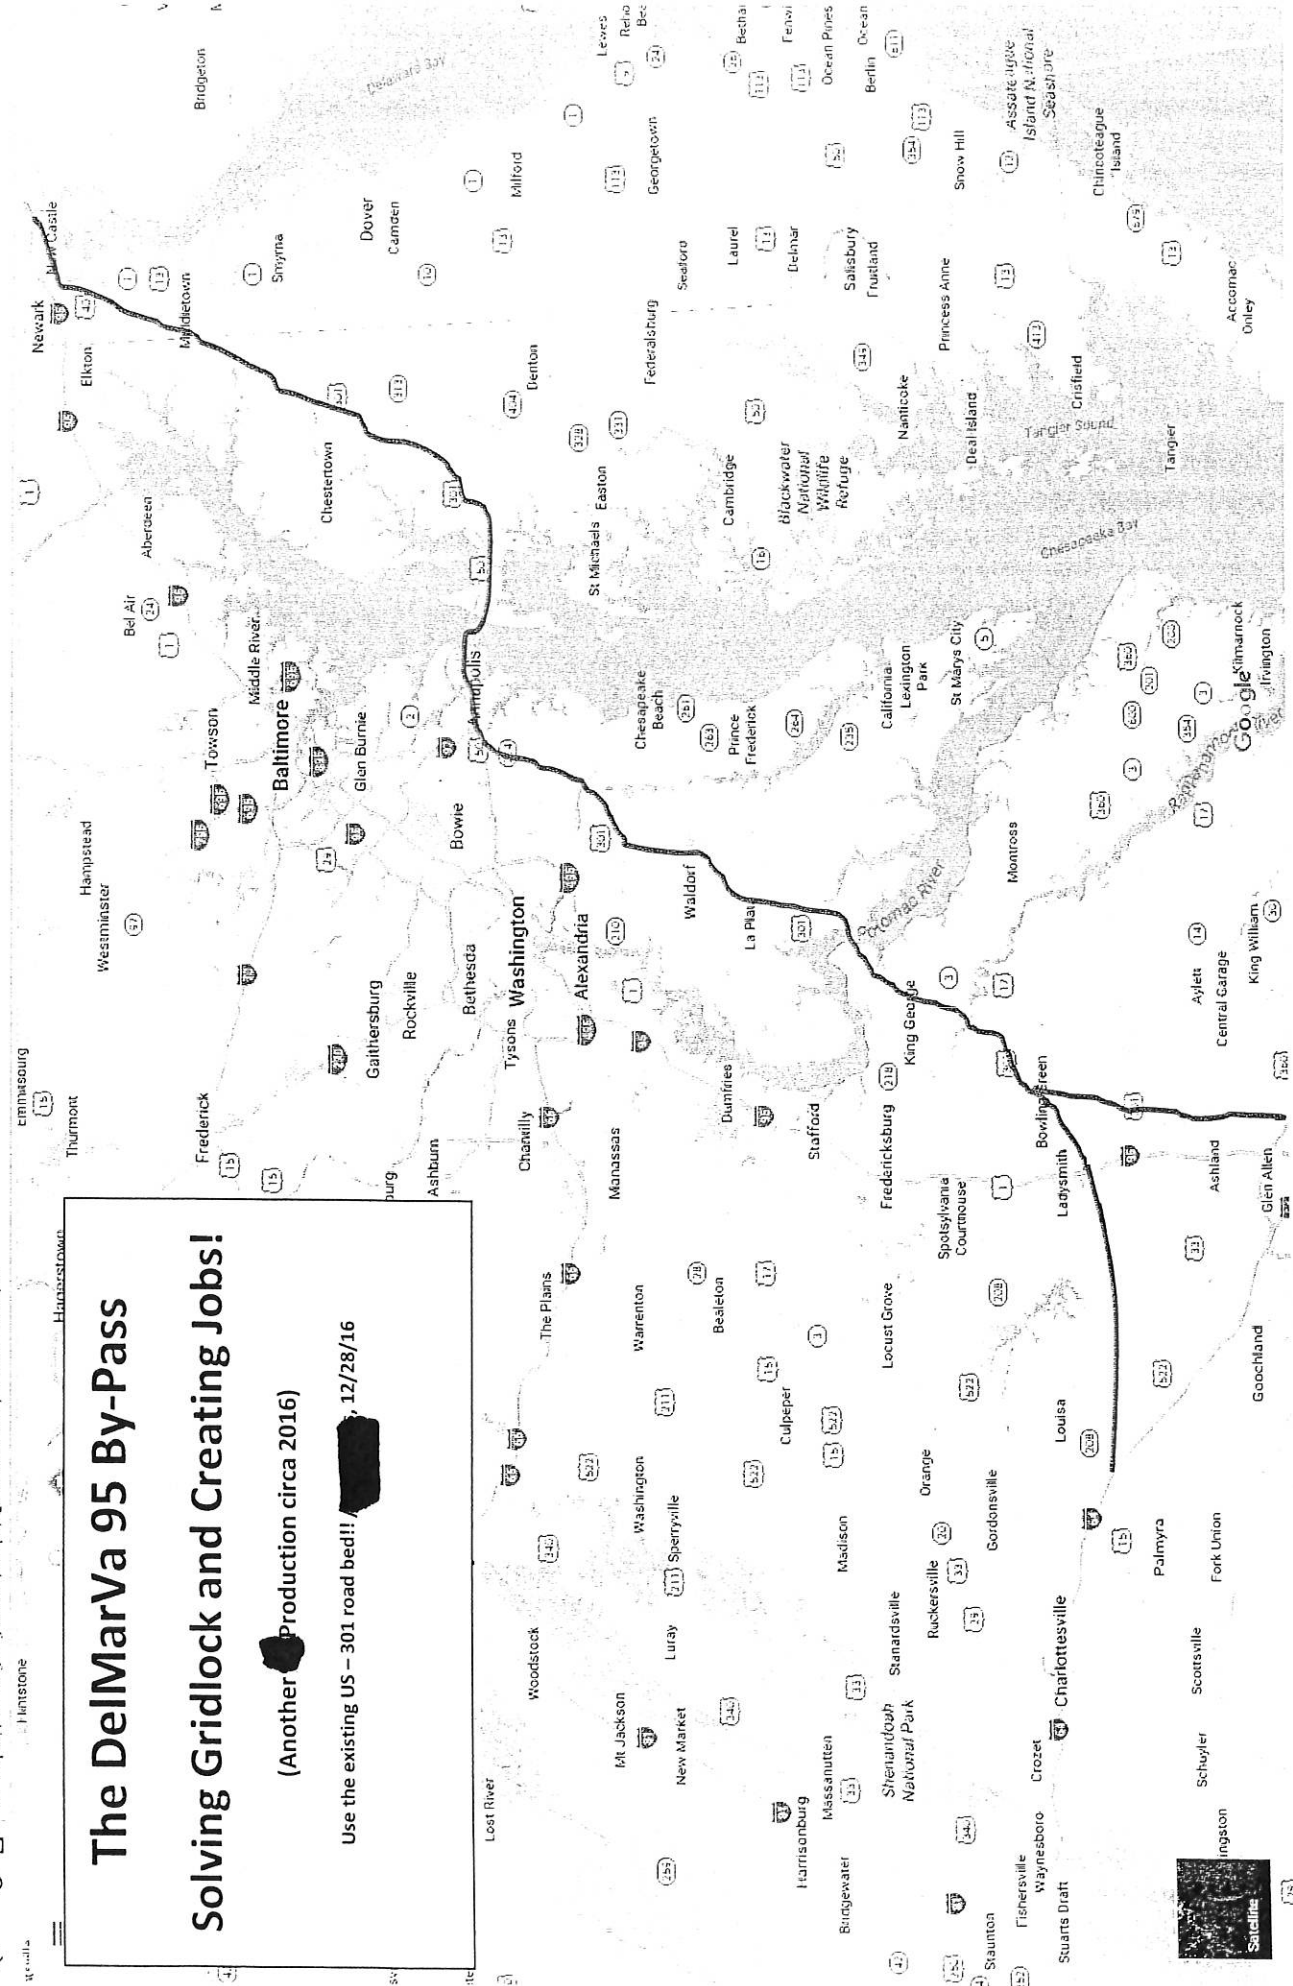 The DelMarVa 95 By-Pass
Solving Gridlock and Creating Jobs!
(Another
Production circa 2016)
Use the existing US – 301 road bed!!
, 12/28/16
Hagerstown
Thurmont
Hampstead
Westminster
Bel Air
Aberdeen
Elkton
Newark
New Castle
Bridgeton
Frederick
Towson
Middle River
Baltimore
Middletown
Smyrna
Delaware Bay
Gaithersburg
Rockville
Glen Burnie
Chestertown
Dover
Camden
Ashburn
Bethesda
Bowie
Annapolis
Milford
Lost River
Woodstock
The Plains
Chantilly
Tysons
Washington
Denton
Mt Jackson
Alexandria
St Michaels
Easton
Lewes
Luray
Sperryville
Washington
Warrenton
Manassas
Chesapeake
Beach
Federalsburg
Georgetown
New Market
Bealeton
Dumfries
Waldorf
Prince
Frederick
Cambridge
Seaford
Laurel
Delmar
Harrisonburg
Culpeper
La Plat
Blackwater
National
Wildlife
Refuge
Ocean Pines
Massanutten
Bridgewater
Madison
Stafford
Salisbury
Fruitland
Berlin
Ocean
Shenandoah
National Park
Stanardsville
Ruckersville
Orange
Locust Grove
Fredericksburg
King George
Potomac River
California
Lexington
Park
Nanticoke
Princess Anne
Snow Hill
Spotsylvania
Courthouse
St Marys City
Deal Island
Staunton
Gordonsville
Assateague
Island National
Seashore
Fishersville
Waynesboro
Crozet
Stuarts Draft
Charlottesville
Louisa
Ladysmith
Bowling Green
Montross
Chesapeake Bay
Tangier Sound
Crisfield
Chincoteague
Island
Palmyra
Tangier
Schuyler
Scottsville
Fork Union
Ashland
Aylett
Central Garage
Rappahannock River
Kilmarnock
Irvington
Accomac
Onley
Goochland
Glen Allen
King William
Google
Satellite